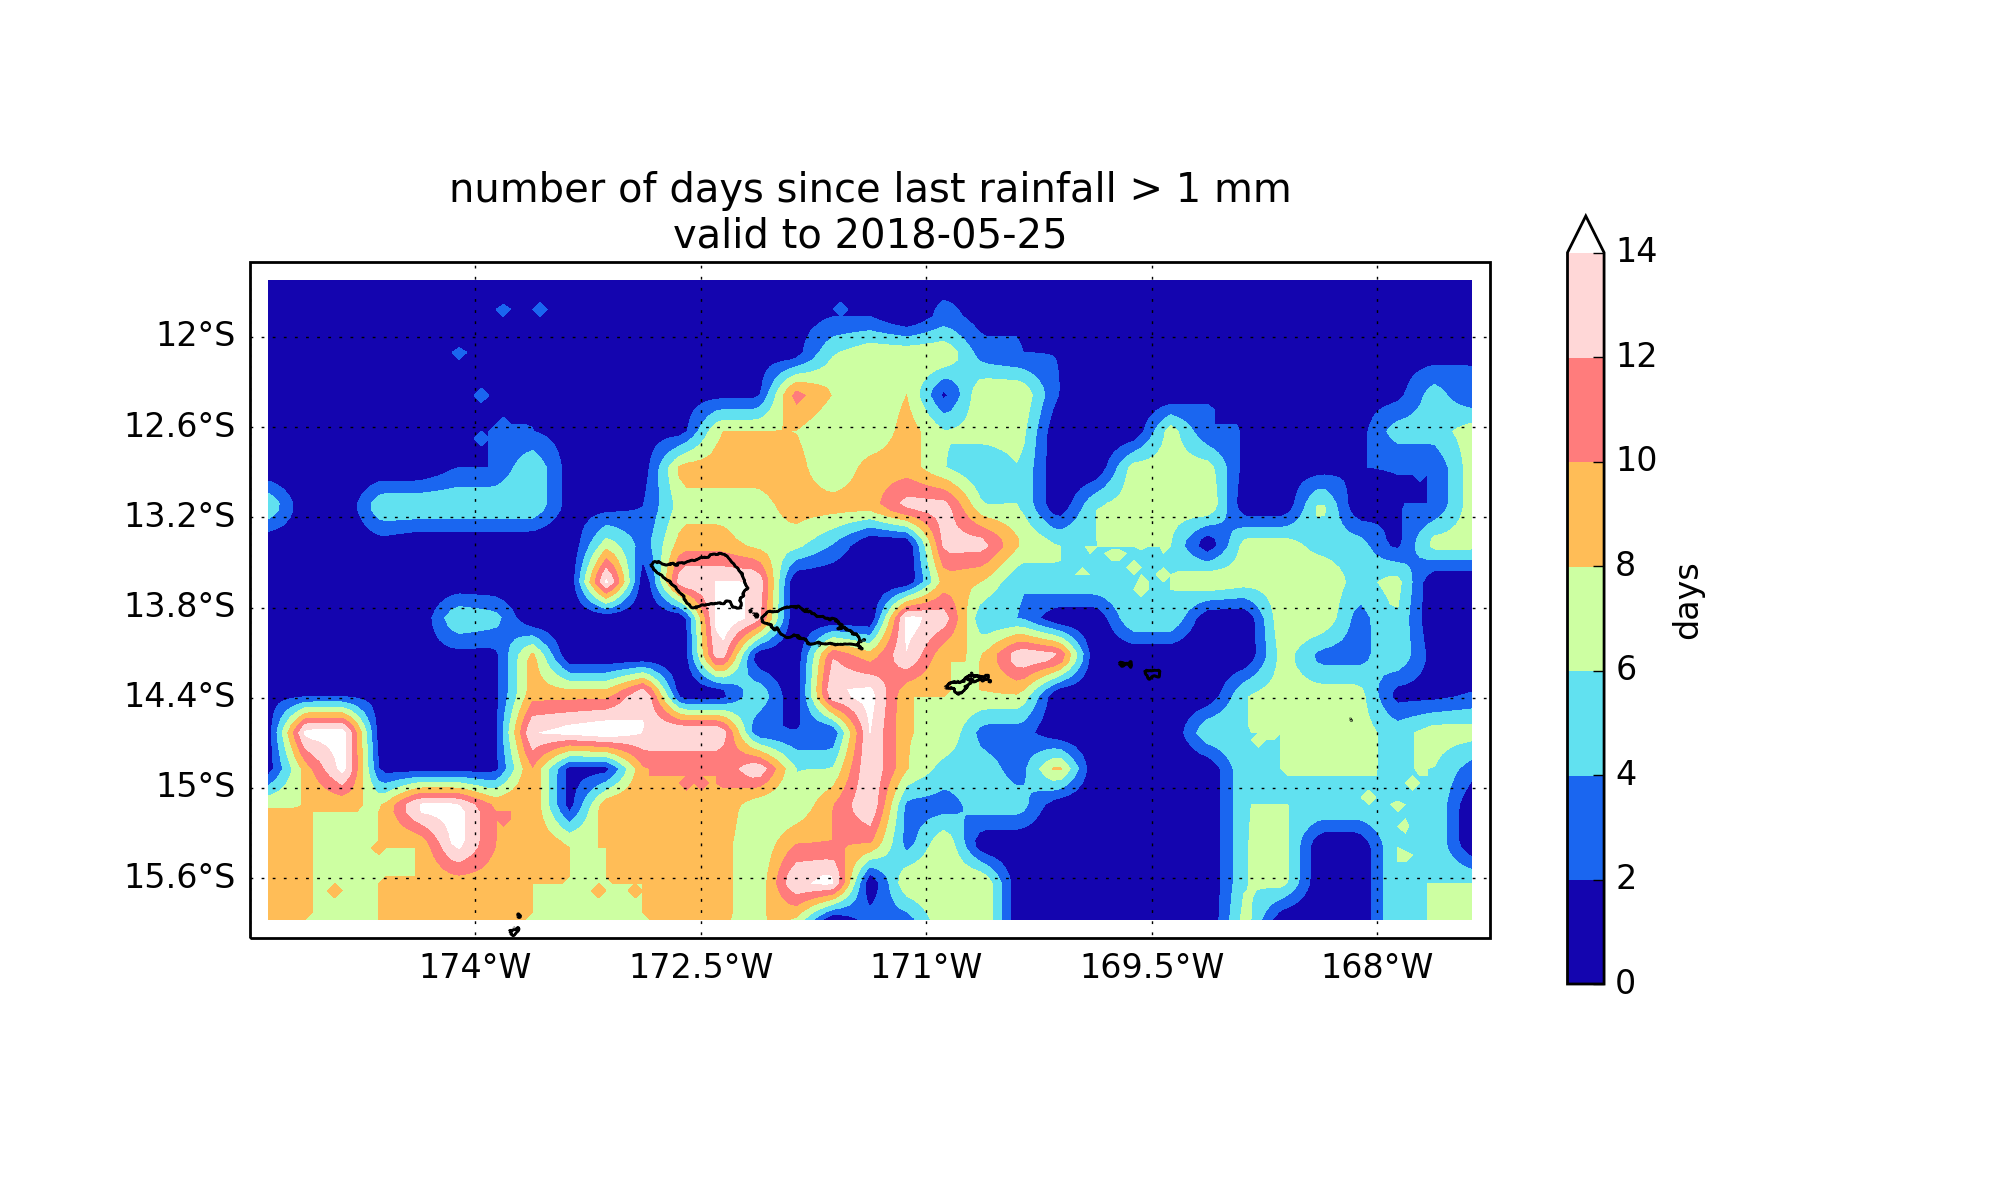 number of days since last rainfall > 1 mm
valid to 2018-05-25
12°S
12.6°S
13.2°S
13.8°S
14.4°S
15°S
15.6°S
174°W 172.5°W 171°W 169.5°W 168°W
14
12
10
8
6
4
2
0
days